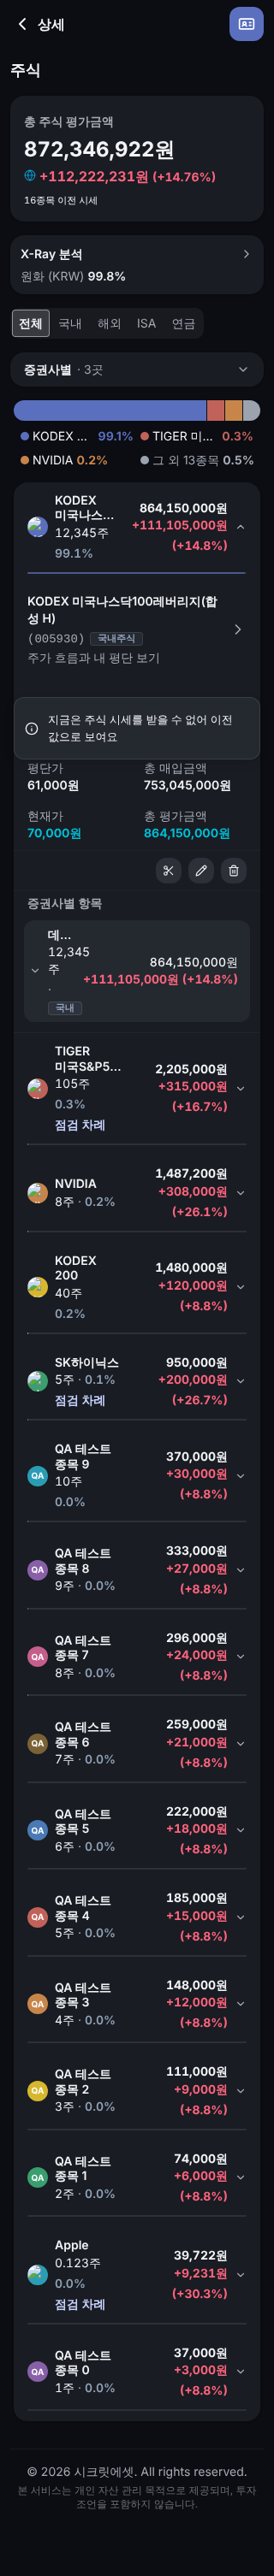 상세
주식
총 주식 평가금액
872,346,922원
+112,222,231원 (+14.76%)
16종목 이전 시세
X-Ray 분석
원화 (KRW) 99.8%
전체 국내 해외 ISA 연금
증권사별 · 3곳
KODEX ... 99.1% TIGER 미... 0.3%
NVIDIA 0.2% 그 외 13종목 0.5%
KODEX
미국나스...
12,345주
99.1%
864,150,000원
+111,105,000원
(+14.8%)
KODEX 미국나스닥100레버리지(합
성 H)
(005930) 국내주식
주가 흐름과 내 평단 보기
지금은 주식 시세를 받을 수 없어 이전
값으로 보여요
평단가 총 매입금액
61,000원 753,045,000원
현재가 총 평가금액
70,000원 864,150,000원
증권사별 항목
데...
12,345
주
·
국내
864,150,000원
+111,105,000원 (+14.8%)
TIGER
미국S&P5...
105주
0.3%
점검 차례
2,205,000원
+315,000원
(+16.7%)
NVIDIA
8주 · 0.2%
1,487,200원
+308,000원
(+26.1%)
KODEX
200
40주
0.2%
1,480,000원
+120,000원
(+8.8%)
SK하이닉스
5주 · 0.1%
점검 차례
950,000원
+200,000원
(+26.7%)
QA
QA 테스트
종목 9
10주
0.0%
370,000원
+30,000원
(+8.8%)
QA
QA 테스트
종목 8
9주 · 0.0%
333,000원
+27,000원
(+8.8%)
QA
QA 테스트
종목 7
8주 · 0.0%
296,000원
+24,000원
(+8.8%)
QA
QA 테스트
종목 6
7주 · 0.0%
259,000원
+21,000원
(+8.8%)
QA
QA 테스트
종목 5
6주 · 0.0%
222,000원
+18,000원
(+8.8%)
QA
QA 테스트
종목 4
5주 · 0.0%
185,000원
+15,000원
(+8.8%)
QA
QA 테스트
종목 3
4주 · 0.0%
148,000원
+12,000원
(+8.8%)
QA
QA 테스트
종목 2
3주 · 0.0%
111,000원
+9,000원
(+8.8%)
QA
QA 테스트
종목 1
2주 · 0.0%
74,000원
+6,000원
(+8.8%)
Apple
0.123주
0.0%
점검 차례
39,722원
+9,231원
(+30.3%)
QA
QA 테스트
종목 0
1주 · 0.0%
37,000원
+3,000원
(+8.8%)
© 2026 시크릿에셋. All rights reserved.
본 서비스는 개인 자산 관리 목적으로 제공되며, 투자
조언을 포함하지 않습니다.